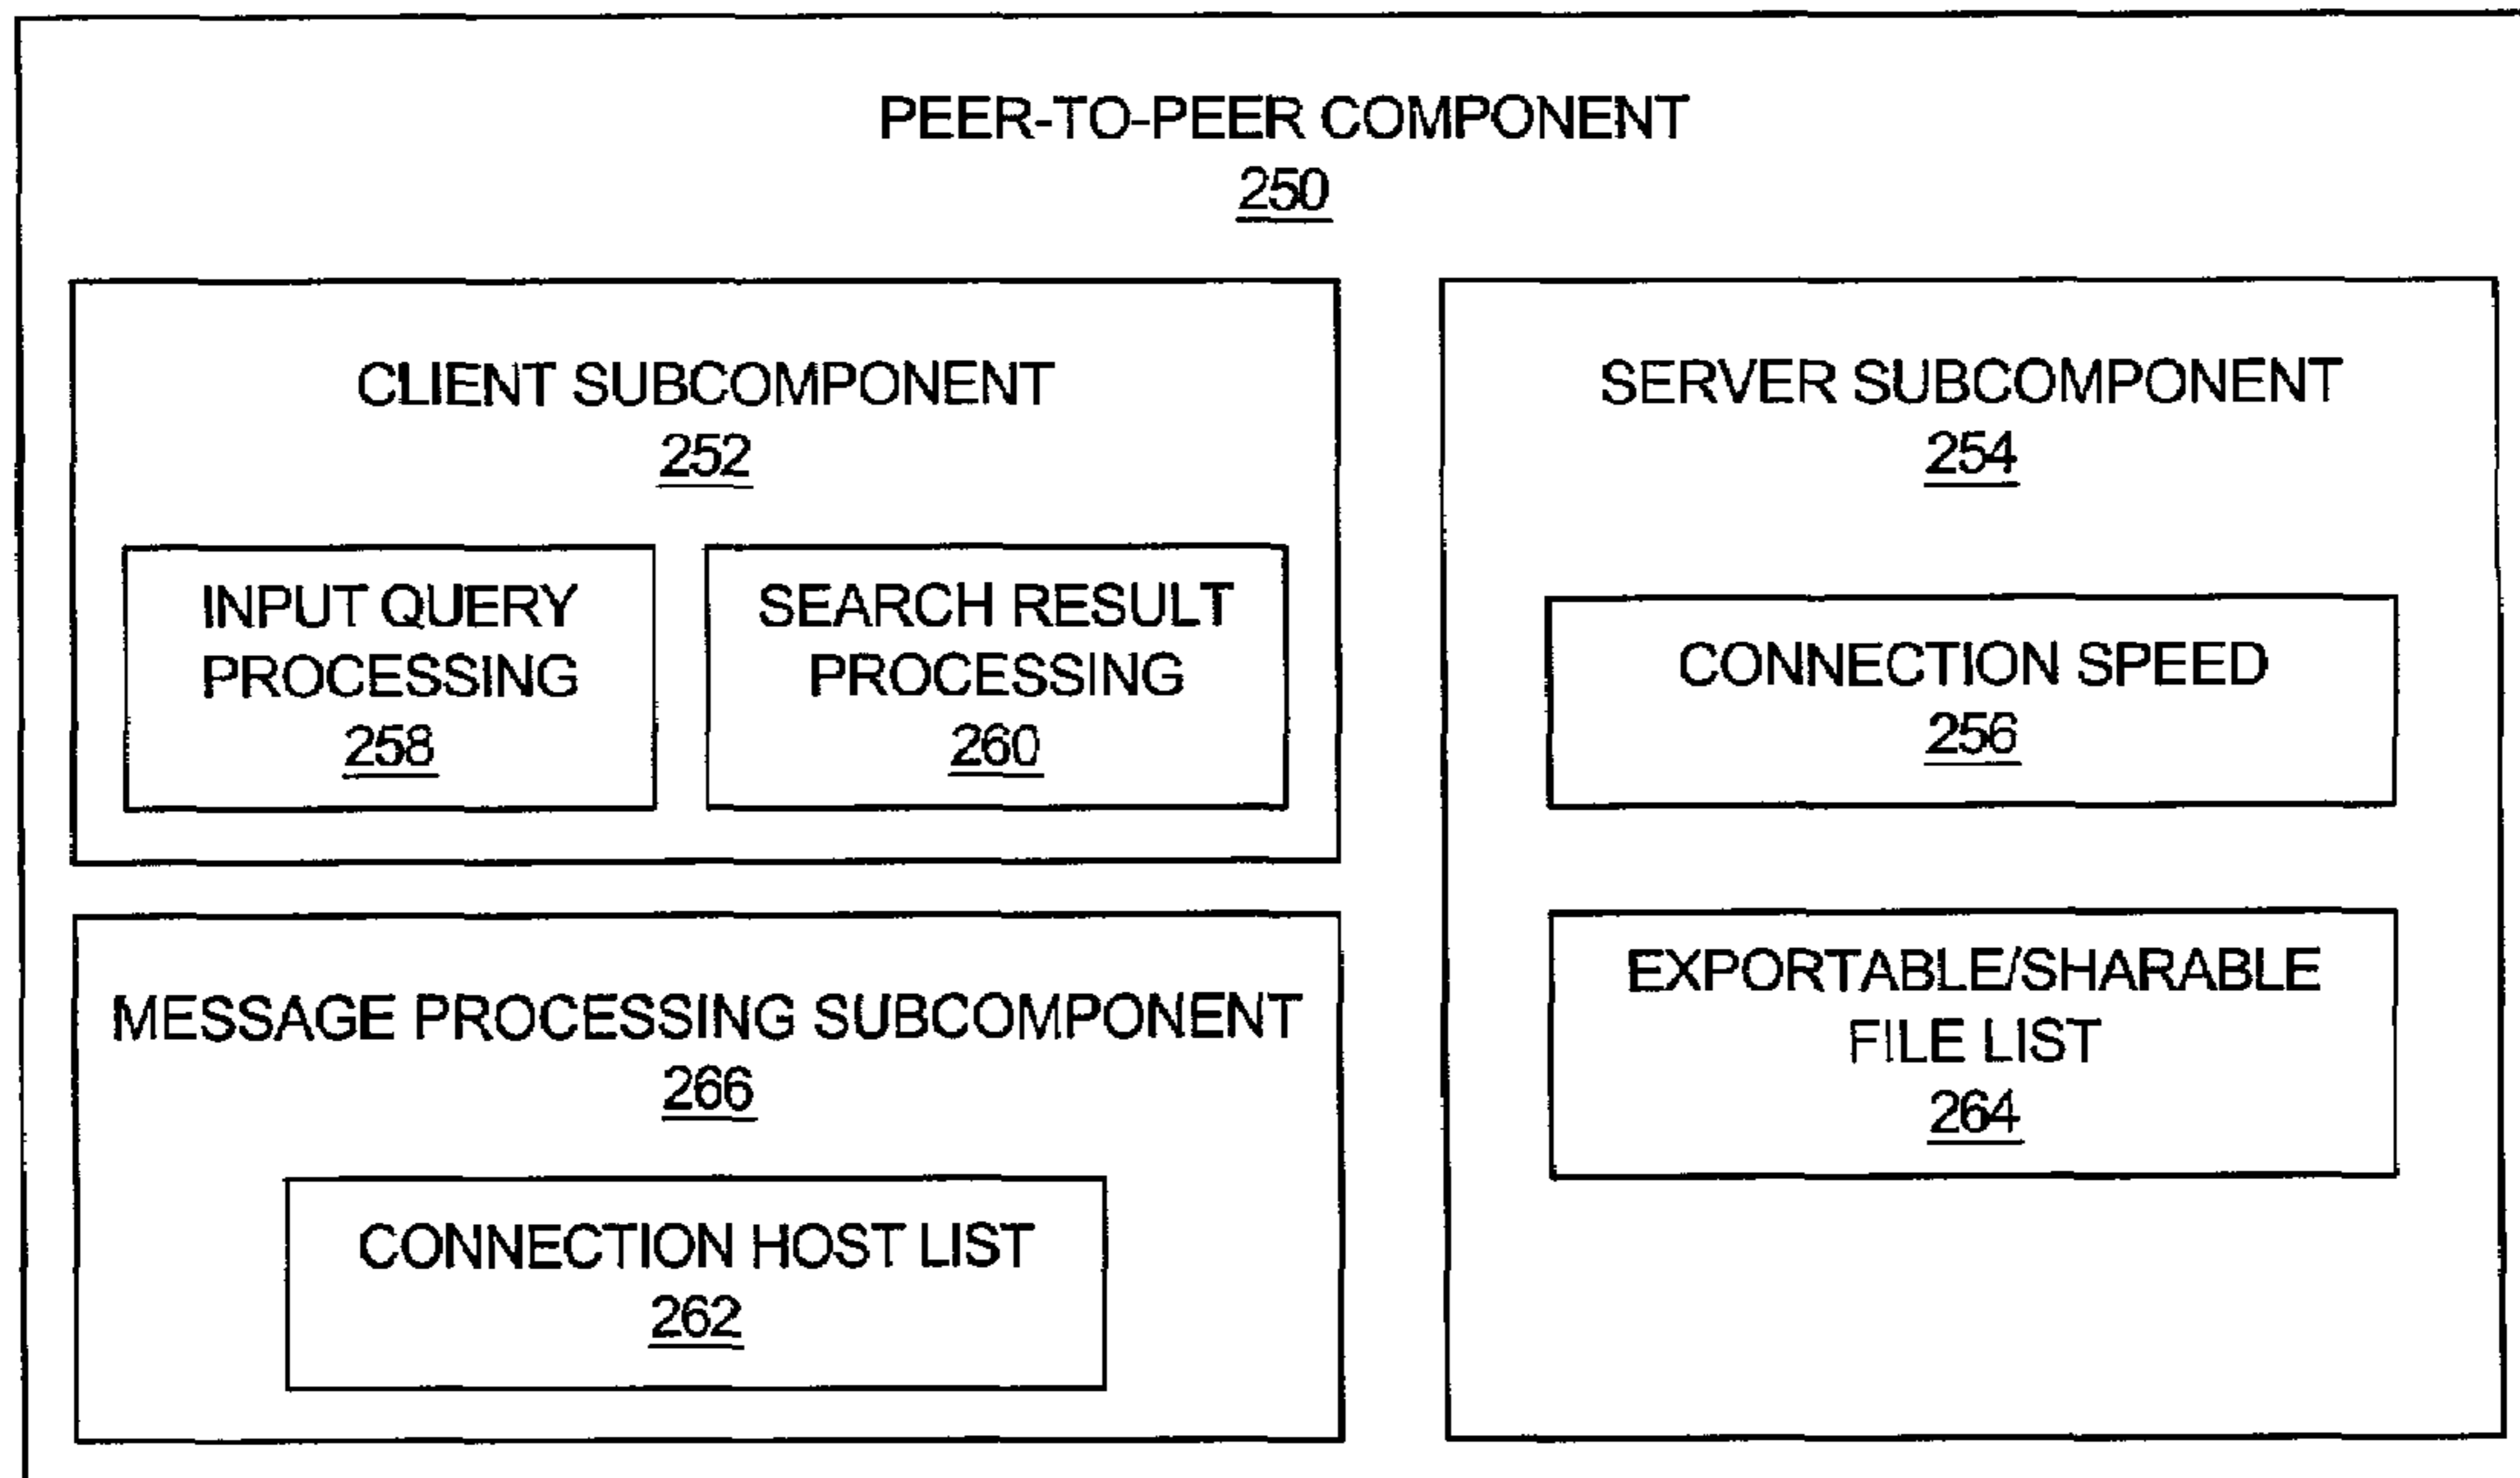 PEER-TO-PEER COMPONENT
250
CLIENT SUBCOMPONENT
252
INPUT QUERY
PROCESSING
258
SEARCH RESULT
PROCESSING
260
MESSAGE PROCESSING SUBCOMPONENT
266
CONNECTION HOST LIST
262
SERVER SUBCOMPONENT
254
CONNECTION SPEED
256
EXPORTABLE/SHARABLE
FILE LIST
264